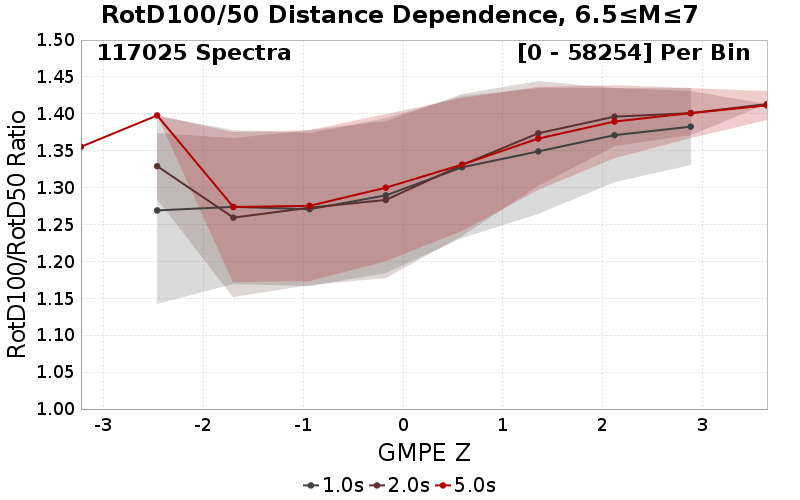 RotD100/50 Distance Dependence, 6.5≤M≤7
117025 Spectra
[0 - 58254] Per Bin
RotD100/RotD50 Ratio
1.50
1.45
1.40
1.35
1.30
1.25
1.20
1.15
1.10
1.05
1.00
-3 -2 -1 0 1 2 3
GMPE Z
1.0s 2.0s 5.0s